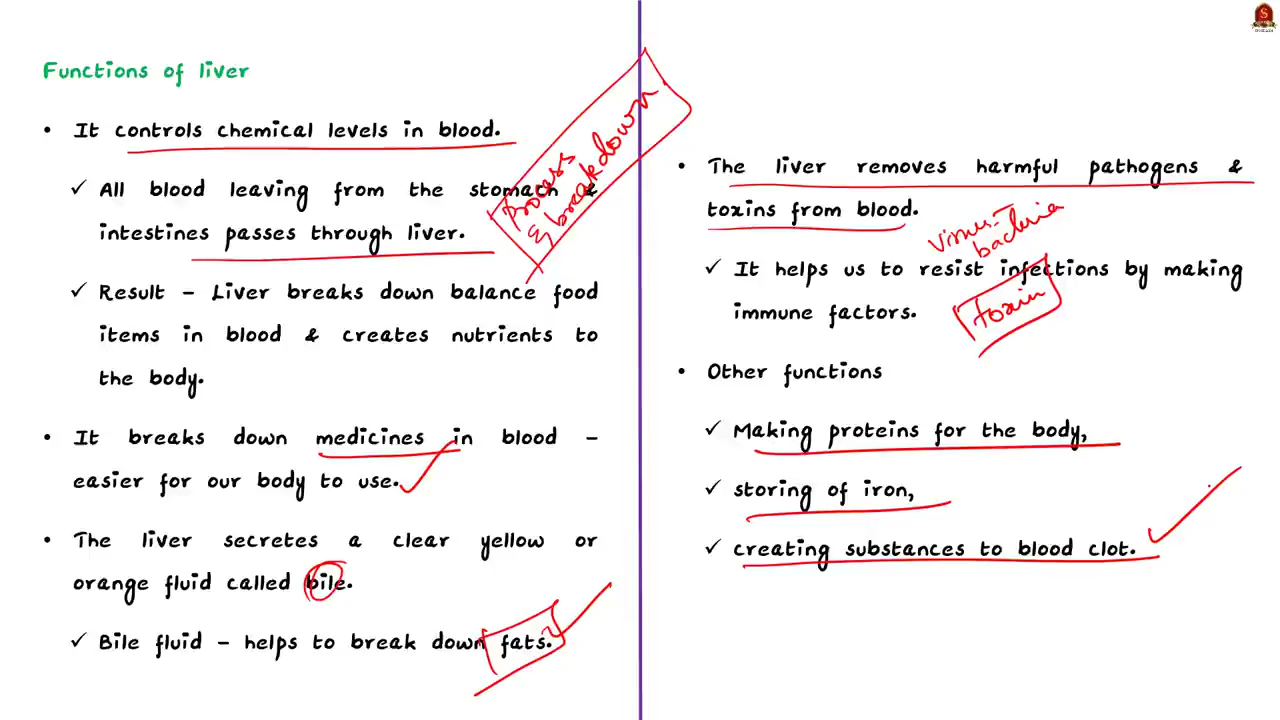 Functions of liver
• It controls chemical levels in blood.
✓ All blood leaving from the stomach &
intestines passes through liver.
✓ Result – Liver breaks down balance food
items in blood & creates nutrients to
the body.
• It breaks down medicines in blood –
easier for our body to use.
• The liver secretes a clear yellow or
orange fluid called bile.
✓ Bile fluid – helps to break down fats.
Process
& breakdown
• The liver removes harmful pathogens &
toxins from blood.
Virus –
bacteria
✓ It helps us to resist infections by making
immune factors.
toxin
• Other functions
✓ Making proteins for the body,
✓ storing of iron,
✓ creating substances to blood clot.